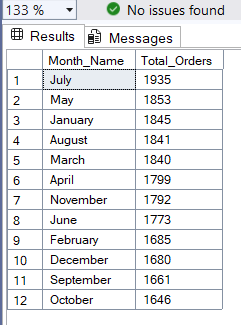 133 % No issues found
Results Messages
Month_Name Total_Orders
1 July 1935
2 May 1853
3 January 1845
4 August 1841
5 March 1840
6 April 1799
7 November 1792
8 June 1773
9 February 1685
10 December 1680
11 September 1661
12 October 1646